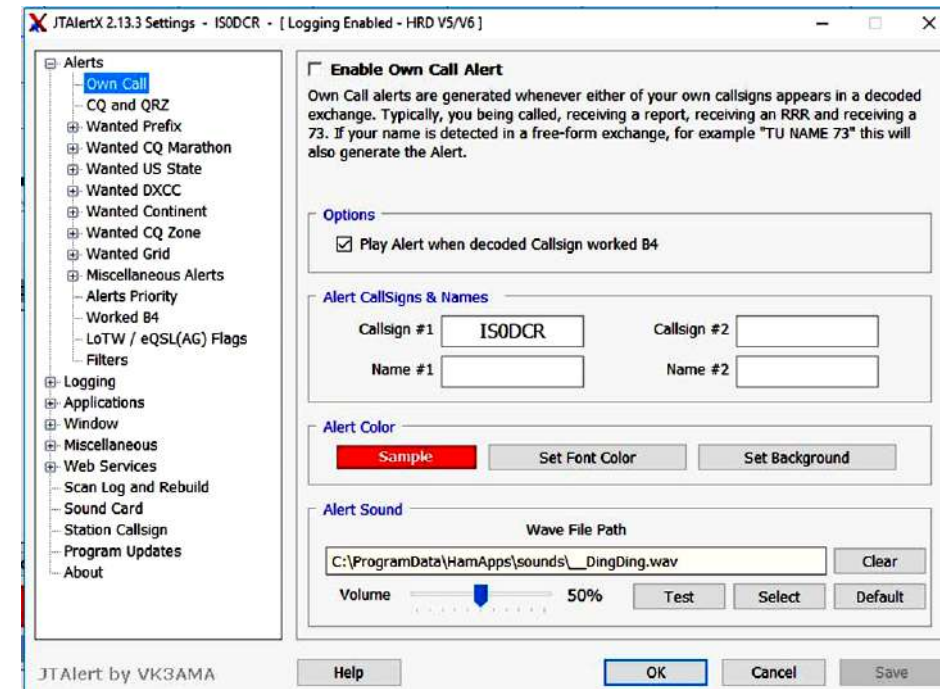 JTAlertX 2.13.3 Settings - IS0DCR - [ Logging Enabled - HRD V5/V6 ]
Alerts
Own Call
CQ and QRZ
Wanted Prefix
Wanted CQ Marathon
Wanted US State
Wanted DXCC
Wanted Continent
Wanted CQ Zone
Wanted Grid
Miscellaneous Alerts
Alerts Priority
Worked B4
LoTW / eQSL(AG) Flags
Filters
Logging
Applications
Window
Miscellaneous
Web Services
Scan Log and Rebuild
Sound Card
Station Callsign
Program Updates
About
Enable Own Call Alert
Own Call alerts are generated whenever either of your own callsigns appears in a decoded
exchange. Typically, you being called, receiving a report, receiving an RRR and receiving a
73. If your name is detected in a free-form exchange, for example "TU NAME 73" this will
also generate the Alert.
Options
Play Alert when decoded Callsign worked B4
Alert CallSigns & Names
Callsign #1 IS0DCR Callsign #2
Name #1 Name #2
Alert Color
Sample Set Font Color Set Background
Alert Sound
Wave File Path
C:\ProgramData\HamApps\sounds\__DingDing.wav Clear
Volume 50% Test Select Default
JTAlert by VK3AMA Help OK Cancel Save